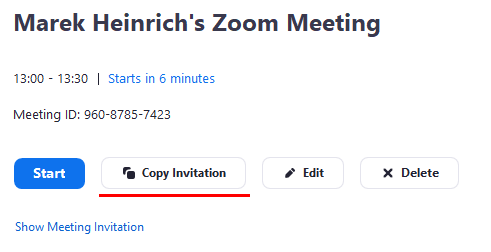 Marek Heinrich's Zoom Meeting
13:00 - 13:30 | Starts in 6 minutes
Meeting ID: 960-8785-7423
Start Copy Invitation Edit Delete
Show Meeting Invitation